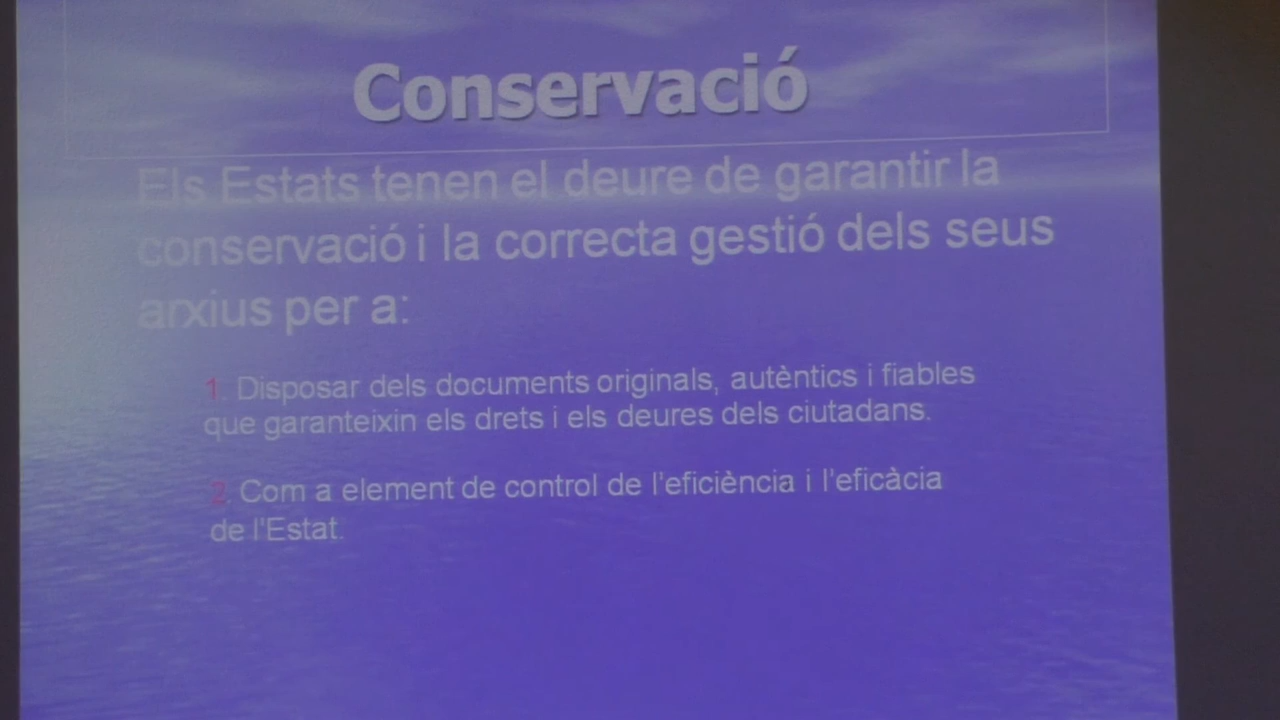 Conservació
Els Estats tenen el deure de garantir la
conservació i la correcta gestió dels seus
arxius per a:
1. Disposar dels documents originals, autèntics i fiables
que garanteixin els drets i els deures dels ciutadans.
2. Com a element de control de l'eficiència i l'eficàcia
de l'Estat.